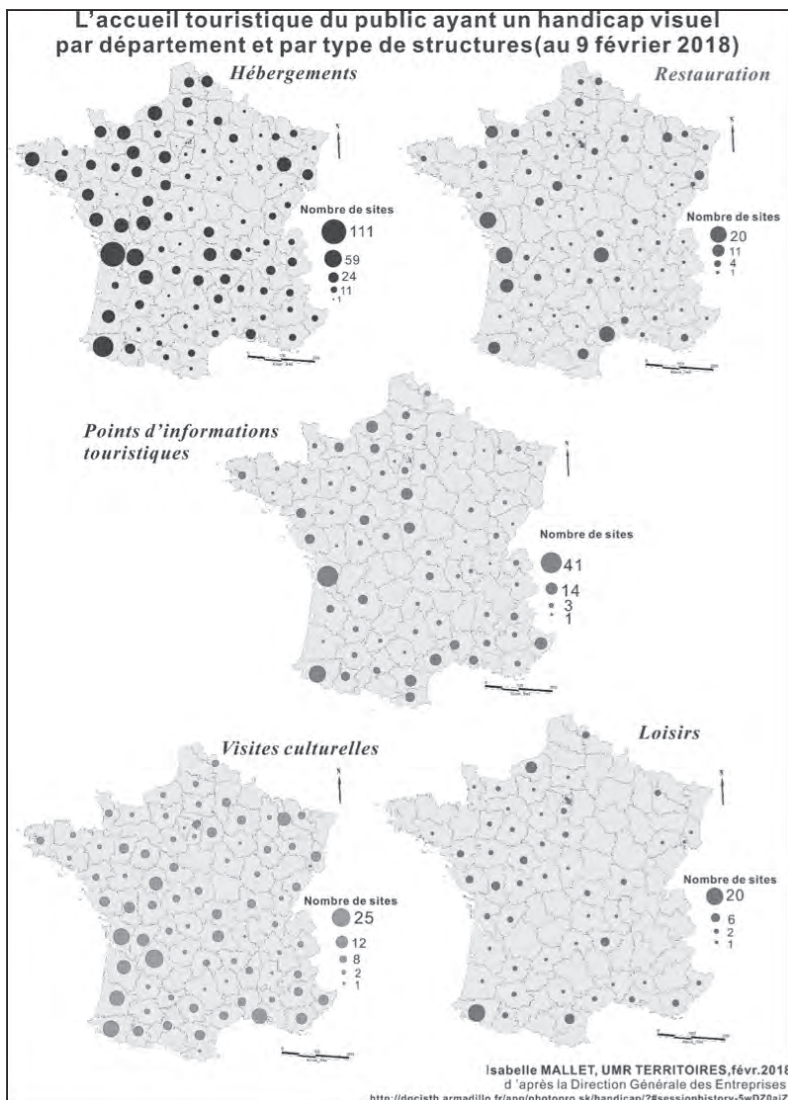 L'accueil touristique du public ayant un handicap visuel
par département et par type de structures(au 9 février 2018)
Hébergements
Restauration
N
N
Nombre de sites
111
59
24
11
1
Nombre de sites
20
11
4
1
Points d'informations
touristiques
N
Nombre de sites
41
14
3
1
Visites culturelles
Loisirs
N
N
Nombre de sites
25
12
8
2
1
Nombre de sites
20
6
2
1
Isabelle MALLET, UMR TERRITOIRES,févr.2018
d 'après la Direction Générale des Entreprises